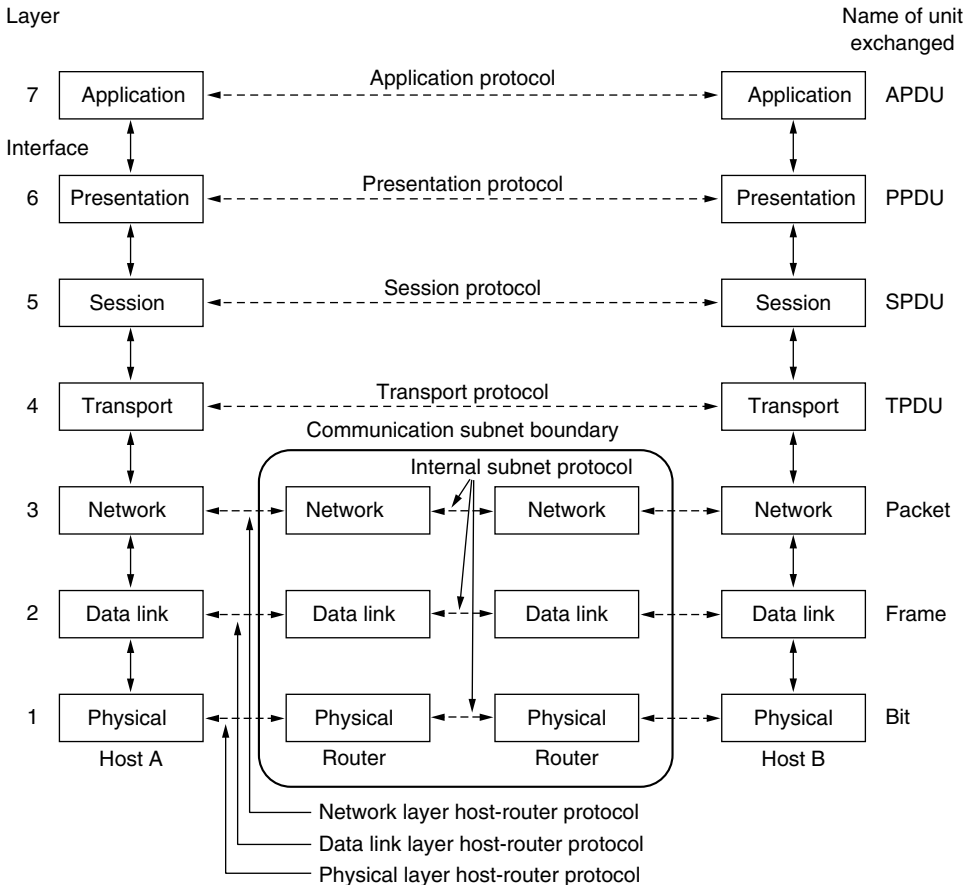 Layer
Name of unit
exchanged
Application protocol
7 Application Application APDU
Interface
Presentation protocol
6 Presentation Presentation PPDU
Session protocol
5 Session Session SPDU
Transport protocol
4 Transport Transport TPDU
Communication subnet boundary
Internal subnet protocol
3 Network Network Network Network Packet
2 Data link Data link Data link Data link Frame
1 Physical Physical Physical Physical Bit
Host A Router Router Host B
Network layer host-router protocol
Data link layer host-router protocol
Physical layer host-router protocol